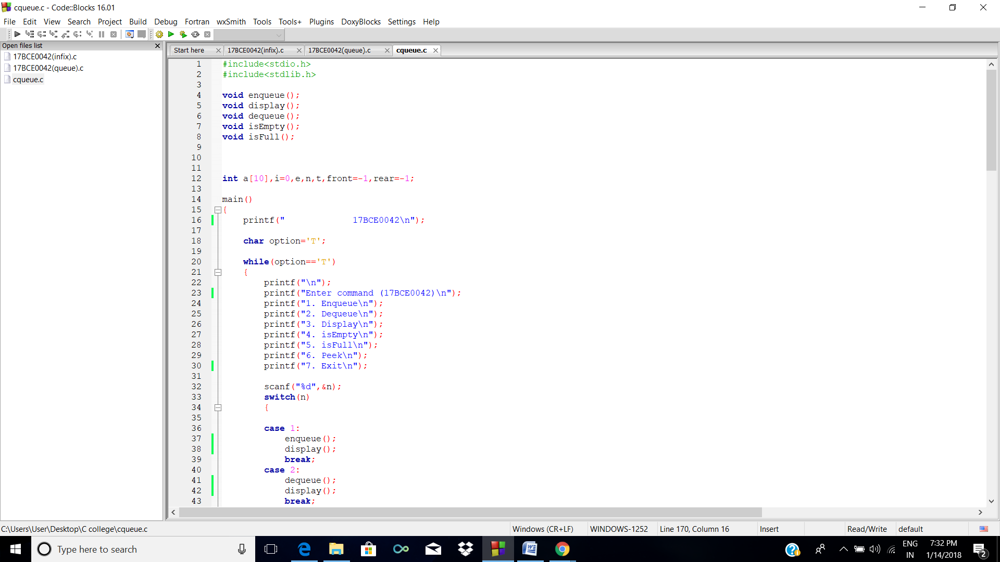 cqueue.c - Code::Blocks 16.01
File Edit View Search Project Build Debug Fortran wxSmith Tools Tools+ Plugins DoxyBlocks Settings Help
Open files list
17BCE0042(infix).c
17BCE0042(queue).c
cqueue.c
Start here 17BCE0042(infix).c 17BCE0042(queue).c cqueue.c
1 #include<stdio.h>
2 #include<stdlib.h>
3
4 void enqueue();
5 void display();
6 void dequeue();
7 void isEmpty();
8 void isFull();
9
10
11
12 int a[10],i=0,e,n,t,front=-1,rear=-1;
13
14 main()
15 {
16     printf("             17BCE0042\n");
17
18     char option='T';
19
20     while(option=='T')
21     {
22         printf("\n");
23         printf("Enter command (17BCE0042)\n");
24         printf("1. Enqueue\n");
25         printf("2. Dequeue\n");
26         printf("3. Display\n");
27         printf("4. isEmpty\n");
28         printf("5. isFull\n");
29         printf("6. Peek\n");
30         printf("7. Exit\n");
31
32         scanf("%d",&n);
33         switch(n)
34         {
35
36         case 1:
37             enqueue();
38             display();
39             break;
40         case 2:
41             dequeue();
42             display();
43             break;
C:\Users\User\Desktop\C college\cqueue.c Windows (CR+LF) WINDOWS-1252 Line 170, Column 16 Insert Read/Write default
Type here to search
ENG
IN
7:32 PM
1/14/2018
2